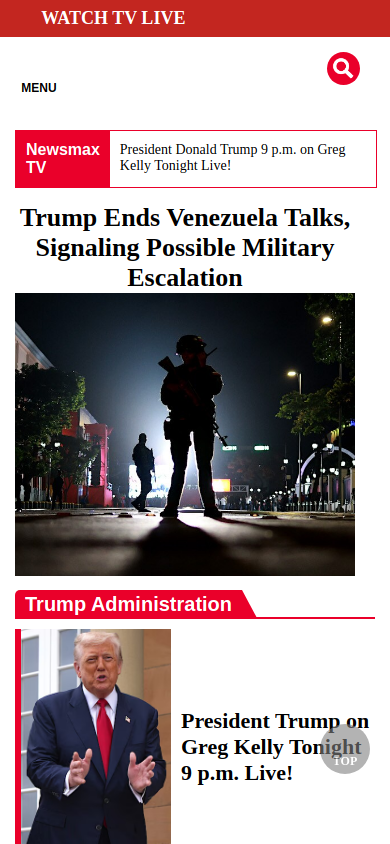 WATCH TV LIVE
MENU
Newsmax
TV
President Donald Trump 9 p.m. on Greg
Kelly Tonight Live!
Trump Ends Venezuela Talks,
Signaling Possible Military
Escalation
Trump Administration
President Trump on
Greg Kelly Tonight
9 p.m. Live!
TOP